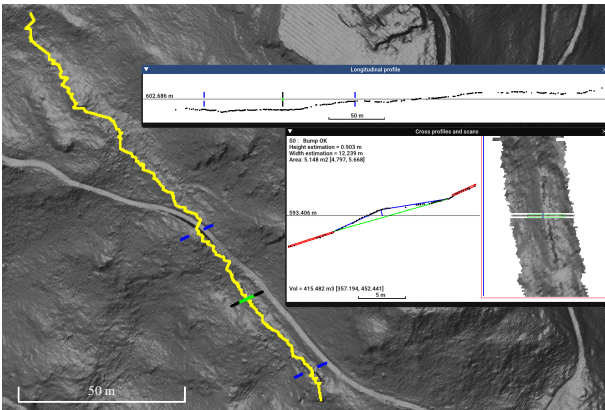 Longitudinal profile
602.686 m
50 m
Cross profiles and scans
S0 : Bump OK
Height estimation = 0.903 m
Width estimation = 12.239 m
Area: 5.148 m2 [4.797, 5.668]
593.406 m
Vol = 415.482 m3 [357.194, 452.441]
5 m
50 m